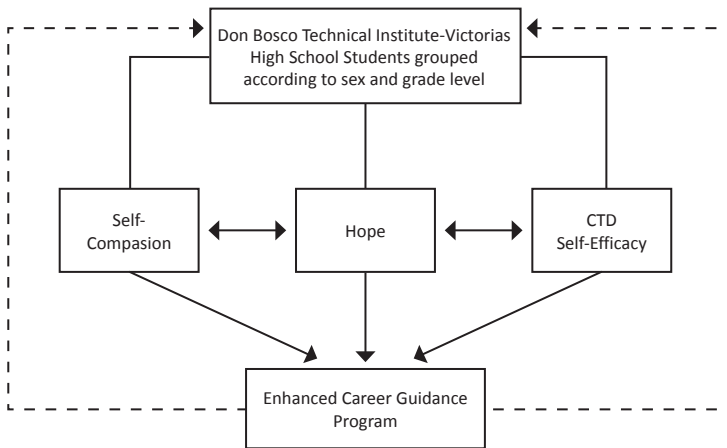 Don Bosco Technical Institute-Victorias
High School Students grouped
according to sex and grade level
Self-
Compasion
Hope
CTD
Self-Efficacy
Enhanced Career Guidance
Program